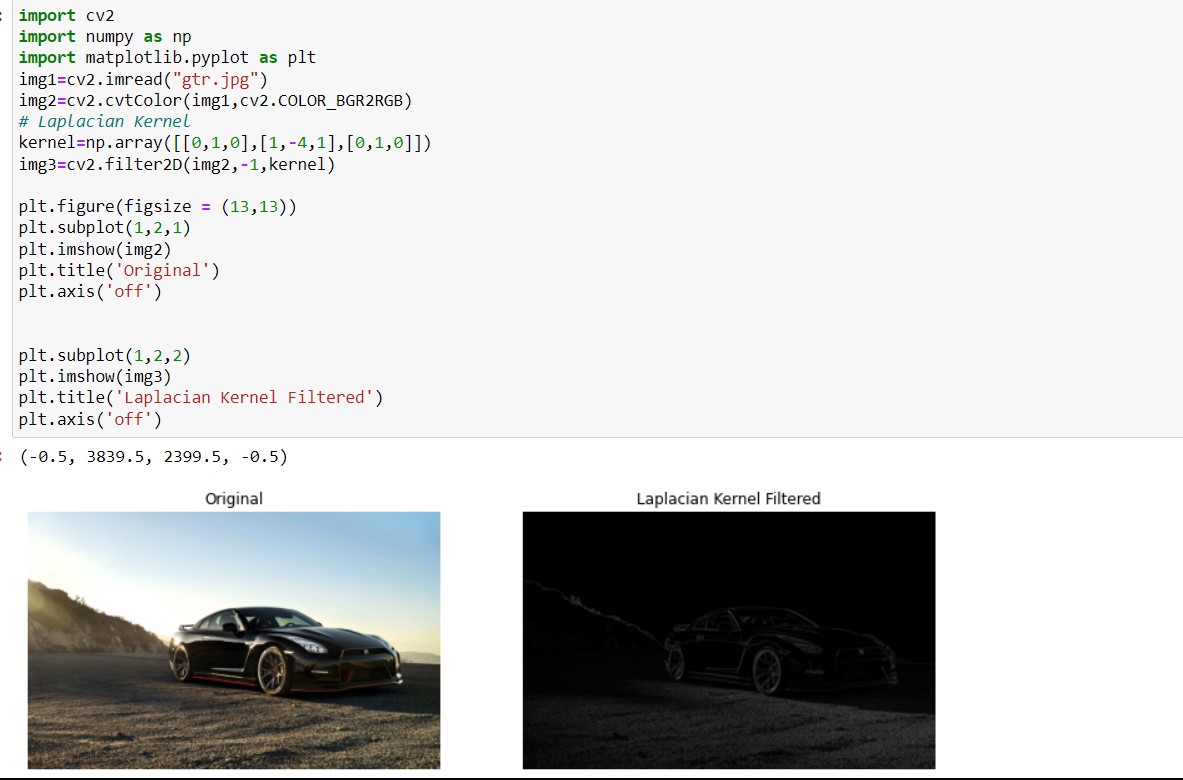 import cv2
import numpy as np
import matplotlib.pyplot as plt
img1=cv2.imread("gtr.jpg")
img2=cv2.cvtColor(img1,cv2.COLOR_BGR2RGB)
# Laplacian Kernel
kernel=np.array([[0,1,0],[1,-4,1],[0,1,0]])
img3=cv2.filter2D(img2,-1,kernel)
plt.figure(figsize = (13,13))
plt.subplot(1,2,1)
plt.imshow(img2)
plt.title('Original')
plt.axis('off')
plt.subplot(1,2,2)
plt.imshow(img3)
plt.title('Laplacian Kernel Filtered')
plt.axis('off')
(-0.5, 3839.5, 2399.5, -0.5)
Original
Laplacian Kernel Filtered